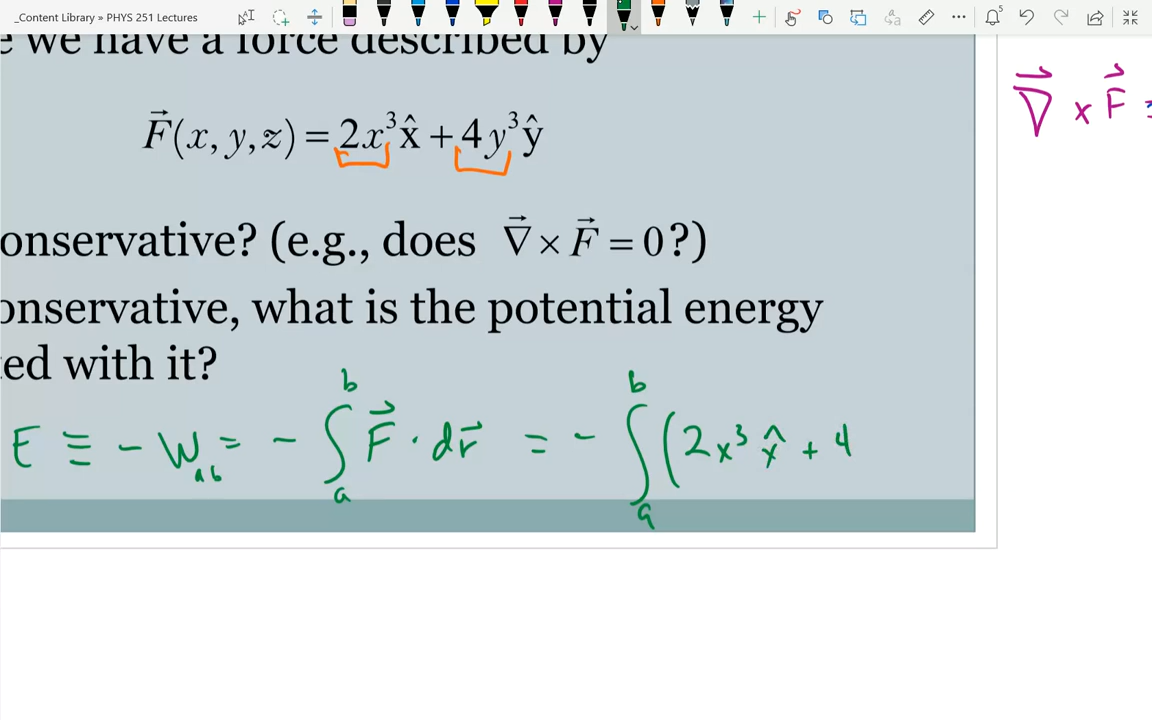 _Content Library » PHYS 251 Lectures
e we have a force described by
F⃗(x, y, z) = 2x³x̂ + 4y³ŷ
∇⃗ × F⃗ =
onservative? (e.g., does ∇⃗ × F⃗ = 0?)
onservative, what is the potential energy
ed with it?
E ≡ - W_ab = - ∫_a^b F⃗ · dr⃗ = - ∫_a^b (2x³ x̂ + 4